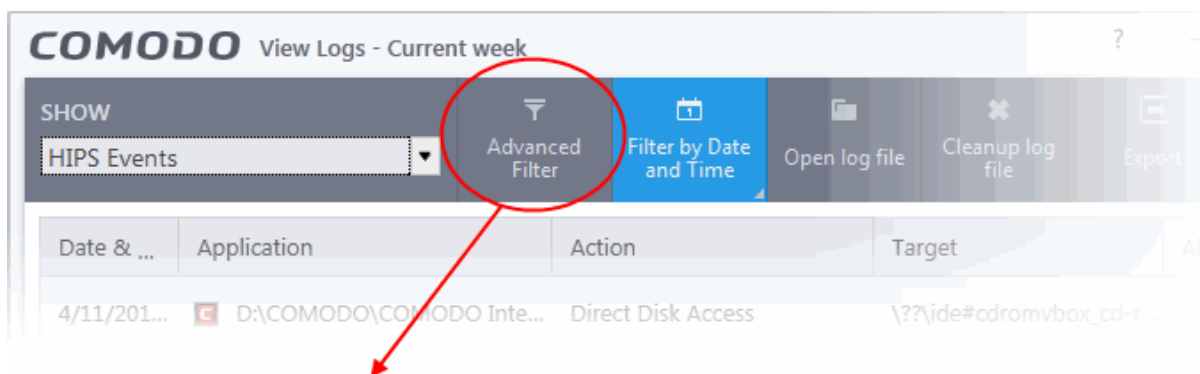 COMODO View Logs - Current week ?
SHOW
HIPS Events
Advanced Filter
Filter by Date and Time
Open log file
Cleanup log file
Export
Date & ... Application Action Target
4/11/201... D:\COMODO\COMODO Inte... Direct Disk Access \??\ide#cdromvbox_cd-r...